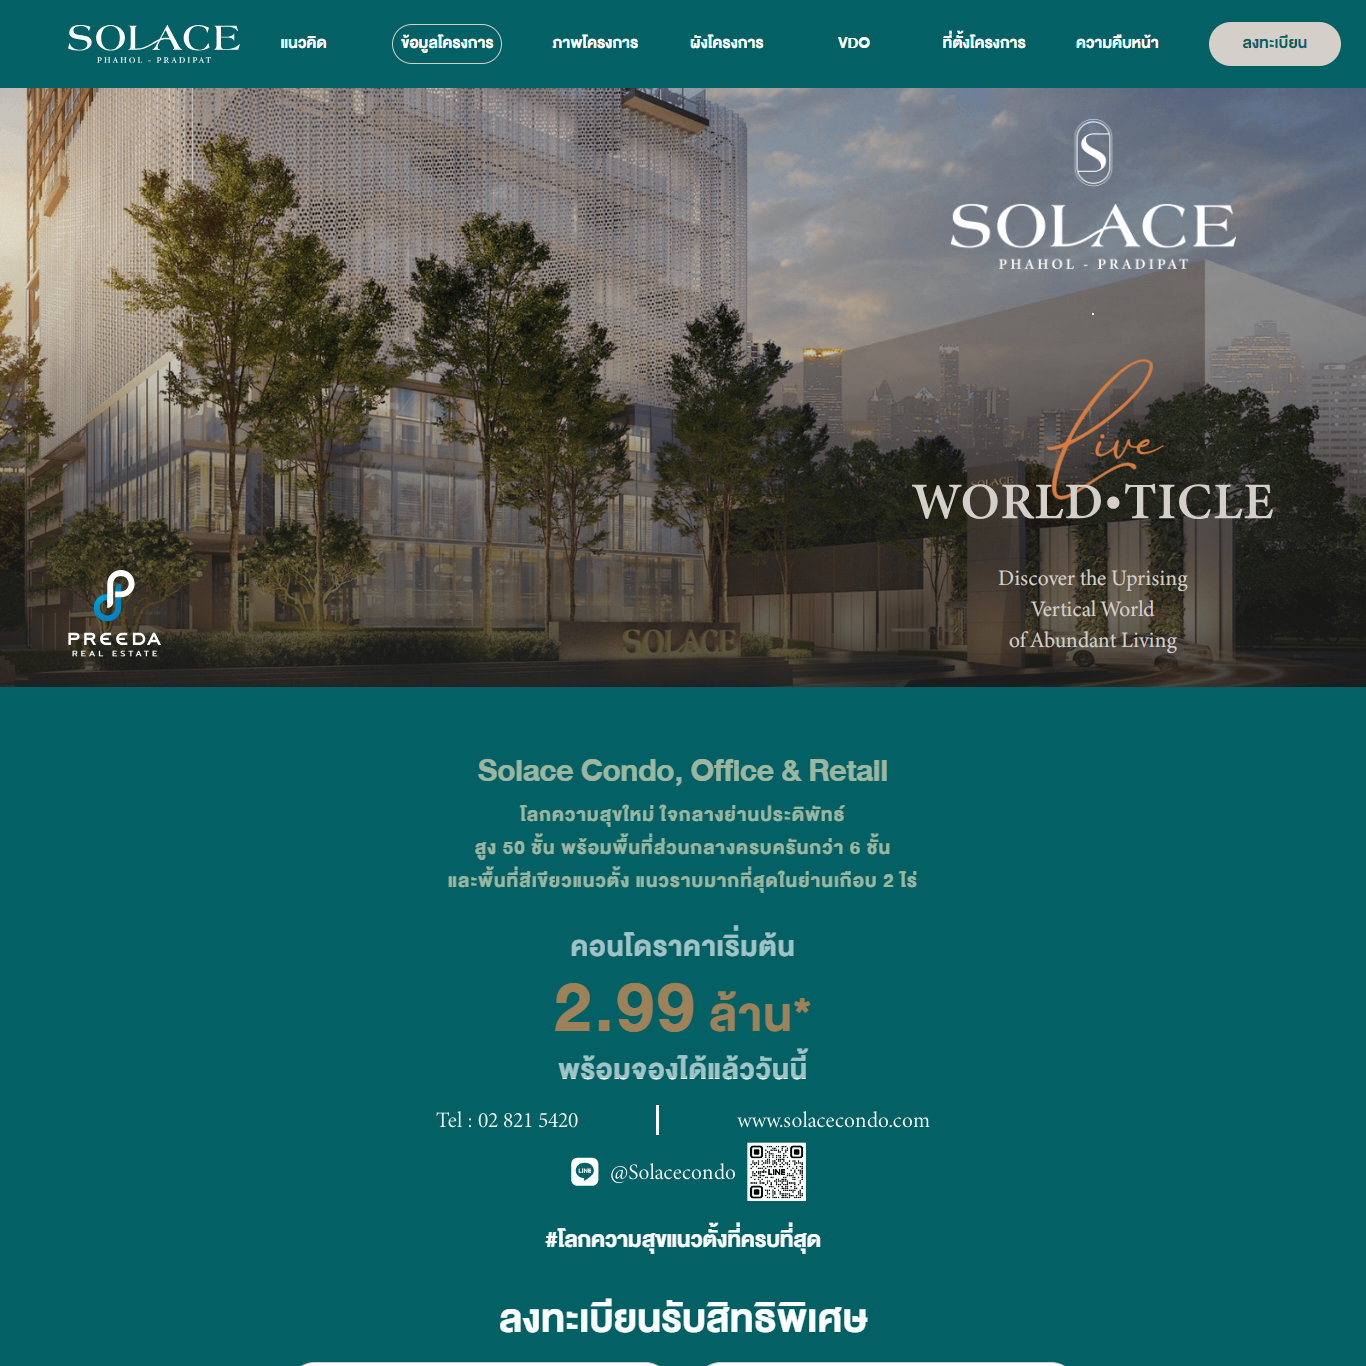 SOLACE
PHAHOL - PRADIPAT
แนวคิด
ข้อมูลโครงการ
ภาพโครงการ
ผังโครงการ
VDO
ที่ตั้งโครงการ
ความคืบหน้า
ลงทะเบียน
S
SOLACE
PHAHOL - PRADIPAT
live
WORLD•TICLE
Discover the Uprising
Vertical World
of Abundant Living
SOLACE
SOLACE
PREEDA
REAL ESTATE
Solace Condo, Office & Retail
โลกความสุขใหม่ ใจกลางย่านประดิพัทธ์
สูง 50 ชั้น พร้อมพื้นที่ส่วนกลางครบครันกว่า 6 ชั้น
และพื้นที่สีเขียวแนวตั้ง แนวราบมากที่สุดในย่านเกือบ 2 ไร่
คอนโดราคาเริ่มต้น
2.99 ล้าน*
พร้อมจองได้แล้ววันนี้
Tel : 02 821 5420
www.solacecondo.com
LINE
@Solacecondo
LINE
#โลกความสุขแนวตั้งที่ครบที่สุด
ลงทะเบียนรับสิทธิพิเศษ